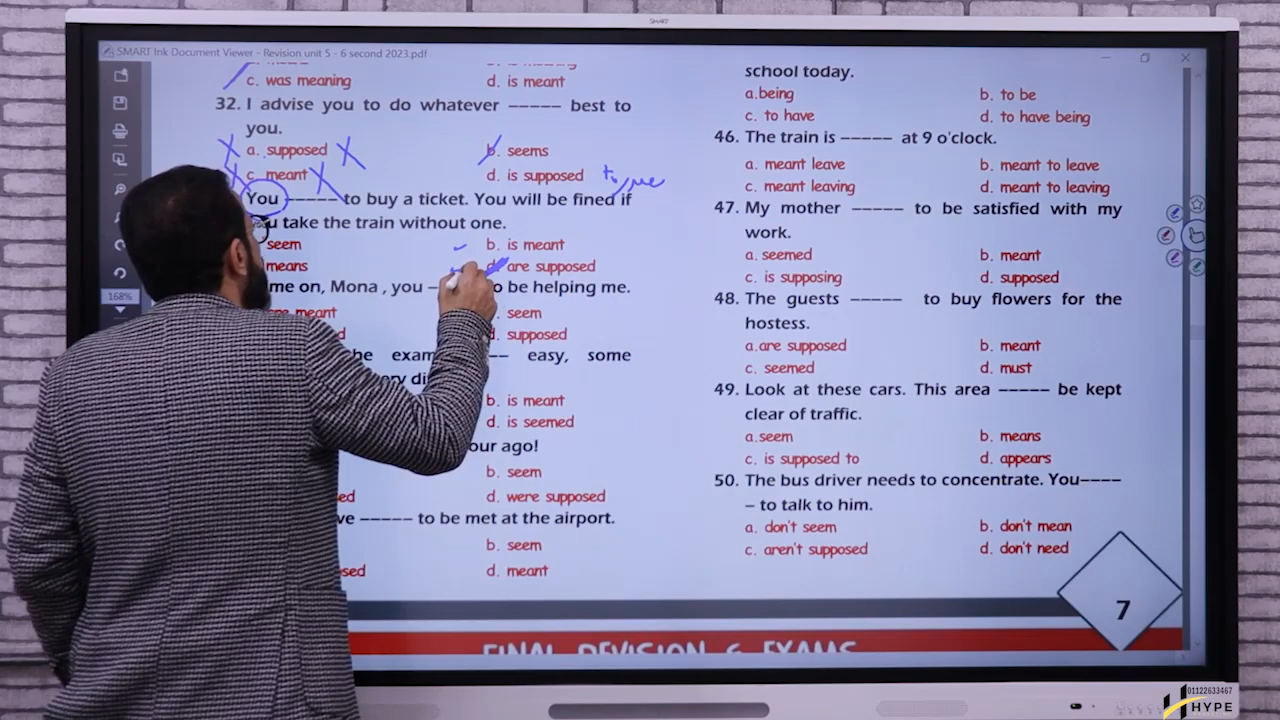 SMART
SMART Ink Document Viewer - Revision unit 5 - 6 second 2023.pdf
c. was meaning d. is meant
32. I advise you to do whatever ----- best to
you.
a. supposed b. seems
c. meant d. is supposed
to me
You ----- to buy a ticket. You will be fined if
take the train without one.
seem b. is meant
means are supposed
me on, Mona , you be helping me.
meant seem
d. supposed
exam easy, some
b. is meant
d. is seemed
our ago!
b. seem
ed d. were supposed
ve ----- to be met at the airport.
b. seem
sed d. meant
168%
school today.
a.being b. to be
c. to have d. to have being
46. The train is ----- at 9 o'clock.
a. meant leave b. meant to leave
c. meant leaving d. meant to leaving
47. My mother ----- to be satisfied with my
work.
a. seemed b. meant
c. is supposing d. supposed
48. The guests ----- to buy flowers for the
hostess.
a.are supposed b. meant
c. seemed d. must
49. Look at these cars. This area ----- be kept
clear of traffic.
a.seem b. means
c. is supposed to d. appears
50. The bus driver needs to concentrate. You----
- to talk to him.
a. don't seem b. don't mean
c. aren't supposed d. don't need
7
FINAL REVISION 6 EXAMS
01122633467
HYPE